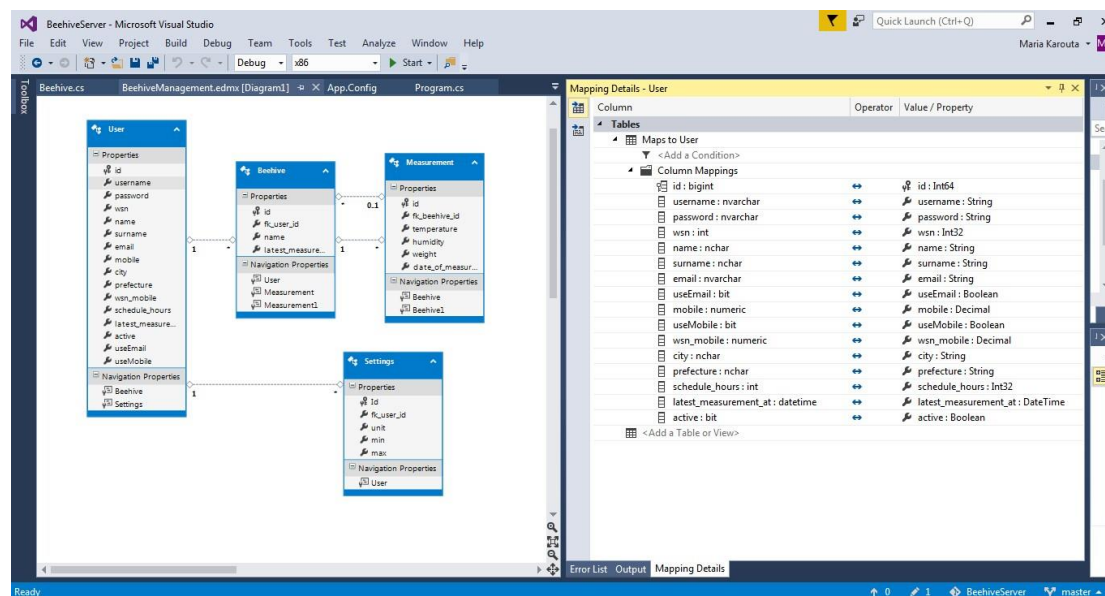 BeehiveServer - Microsoft Visual Studio
Quick Launch (Ctrl+Q)
File Edit View Project Build Debug Team Tools Test Analyze Window Help
Maria Karouta
Debug x86 Start
Toolbox
Beehive.cs BeehiveManagement.edmx [Diagram1] App.Config Program.cs
User
Properties
id
username
password
wsn
name
surname
email
mobile
city
prefecture
wsn_mobile
schedule_hours
latest_measure...
active
useEmail
useMobile
Navigation Properties
Beehive
Settings
1
*
1
*
Beehive
Properties
id
fk_user_id
name
latest_measure...
Navigation Properties
User
Measurement
Measurement1
*
0..1
1
*
Measurement
Properties
id
fk_beehive_id
temperature
humidity
weight
date_of_measur...
Navigation Properties
Beehive
Beehive1
Settings
Properties
Id
fk_user_id
unit
min
max
Navigation Properties
User
Mapping Details - User
Column Operator Value / Property
Tables
Maps to User
<Add a Condition>
Column Mappings
id : bigint id : Int64
username : nvarchar username : String
password : nvarchar password : String
wsn : int wsn : Int32
name : nchar name : String
surname : nchar surname : String
email : nvarchar email : String
useEmail : bit useEmail : Boolean
mobile : numeric mobile : Decimal
useMobile : bit useMobile : Boolean
wsn_mobile : numeric wsn_mobile : Decimal
city : nchar city : String
prefecture : nchar prefecture : String
schedule_hours : int schedule_hours : Int32
latest_measurement_at : datetime latest_measurement_at : DateTime
active : bit active : Boolean
<Add a Table or View>
Error List Output Mapping Details
Ready
0 1 BeehiveServer master